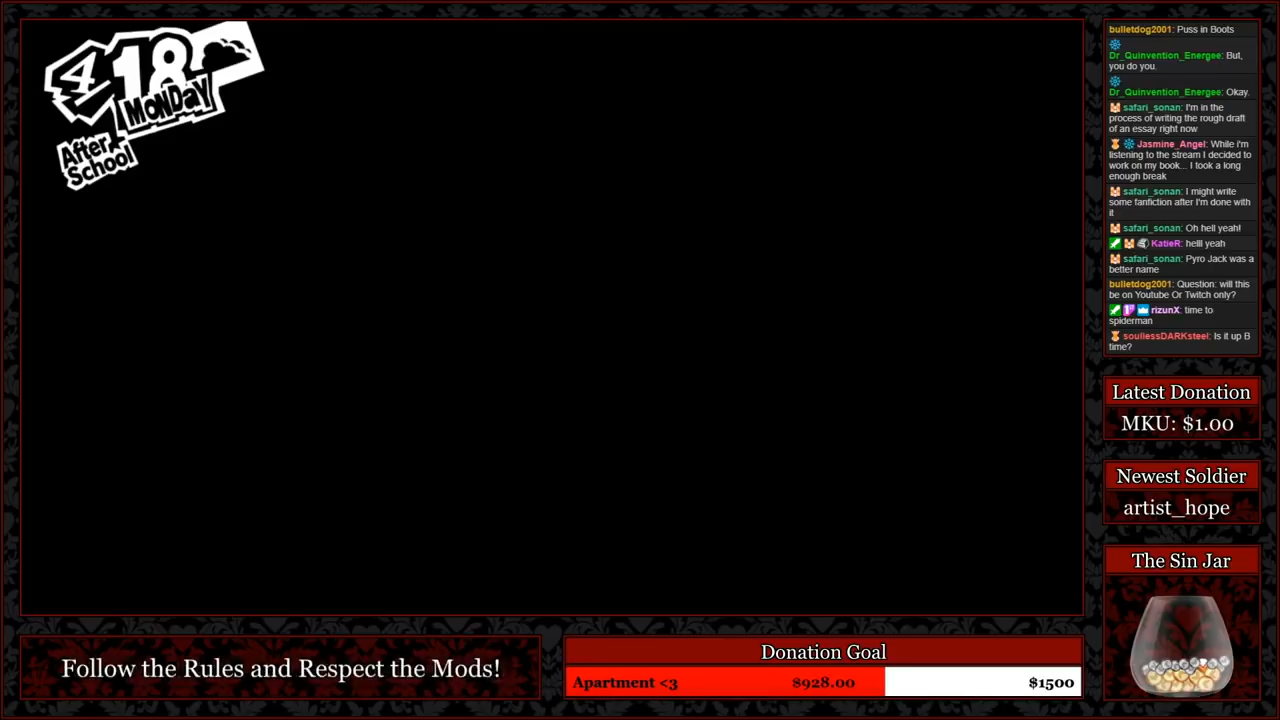 4/18
MONDAY
After
School
bulletdog2001: Puss in Boots
Dr_Quinvention_Energee: But,
you do you.
Dr_Quinvention_Energee: Okay.
safari_sonan: I'm in the
process of writing the rough draft
of an essay right now
Jasmine_Angel: While i'm
listening to the stream I decided to
work on my book... I took a long
enough break
safari_sonan: I might write
some fanfiction after I'm done with
it
safari_sonan: Oh hell yeah!
KatieR: helll yeah
safari_sonan: Pyro Jack was a
better name
bulletdog2001: Question: will this
be on Youtube Or Twitch only?
rizunX: time to
spiderman
soullessDARKsteel: Is it up B
time?
Latest Donation
MKU: $1.00
Newest Soldier
artist_hope
The Sin Jar
Follow the Rules and Respect the Mods!
Donation Goal
Apartment <3 $928.00 $1500